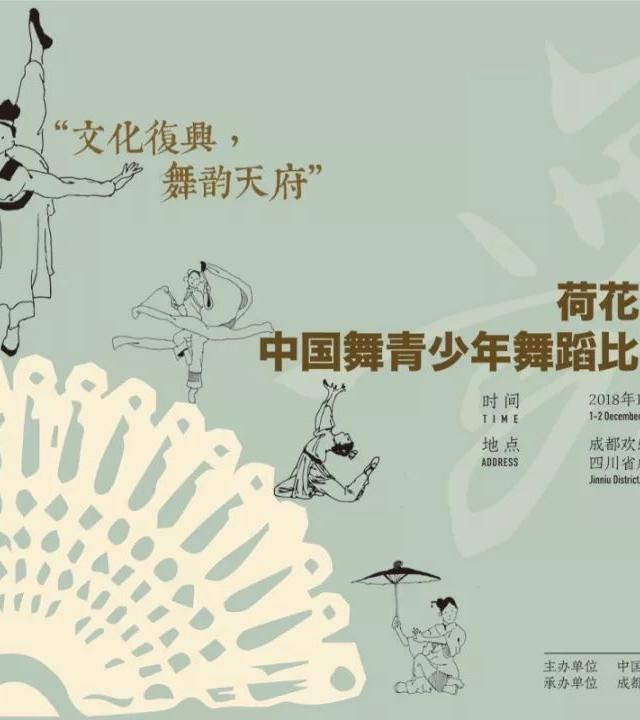 “文化復興，
舞韵天府”
荷花
中国舞青少年舞蹈比
时间
TIME
2018年1
1-2 December
地点
ADDRESS
成都欢
四川省
Jinniu District,
主办单位 中国
承办单位 成都